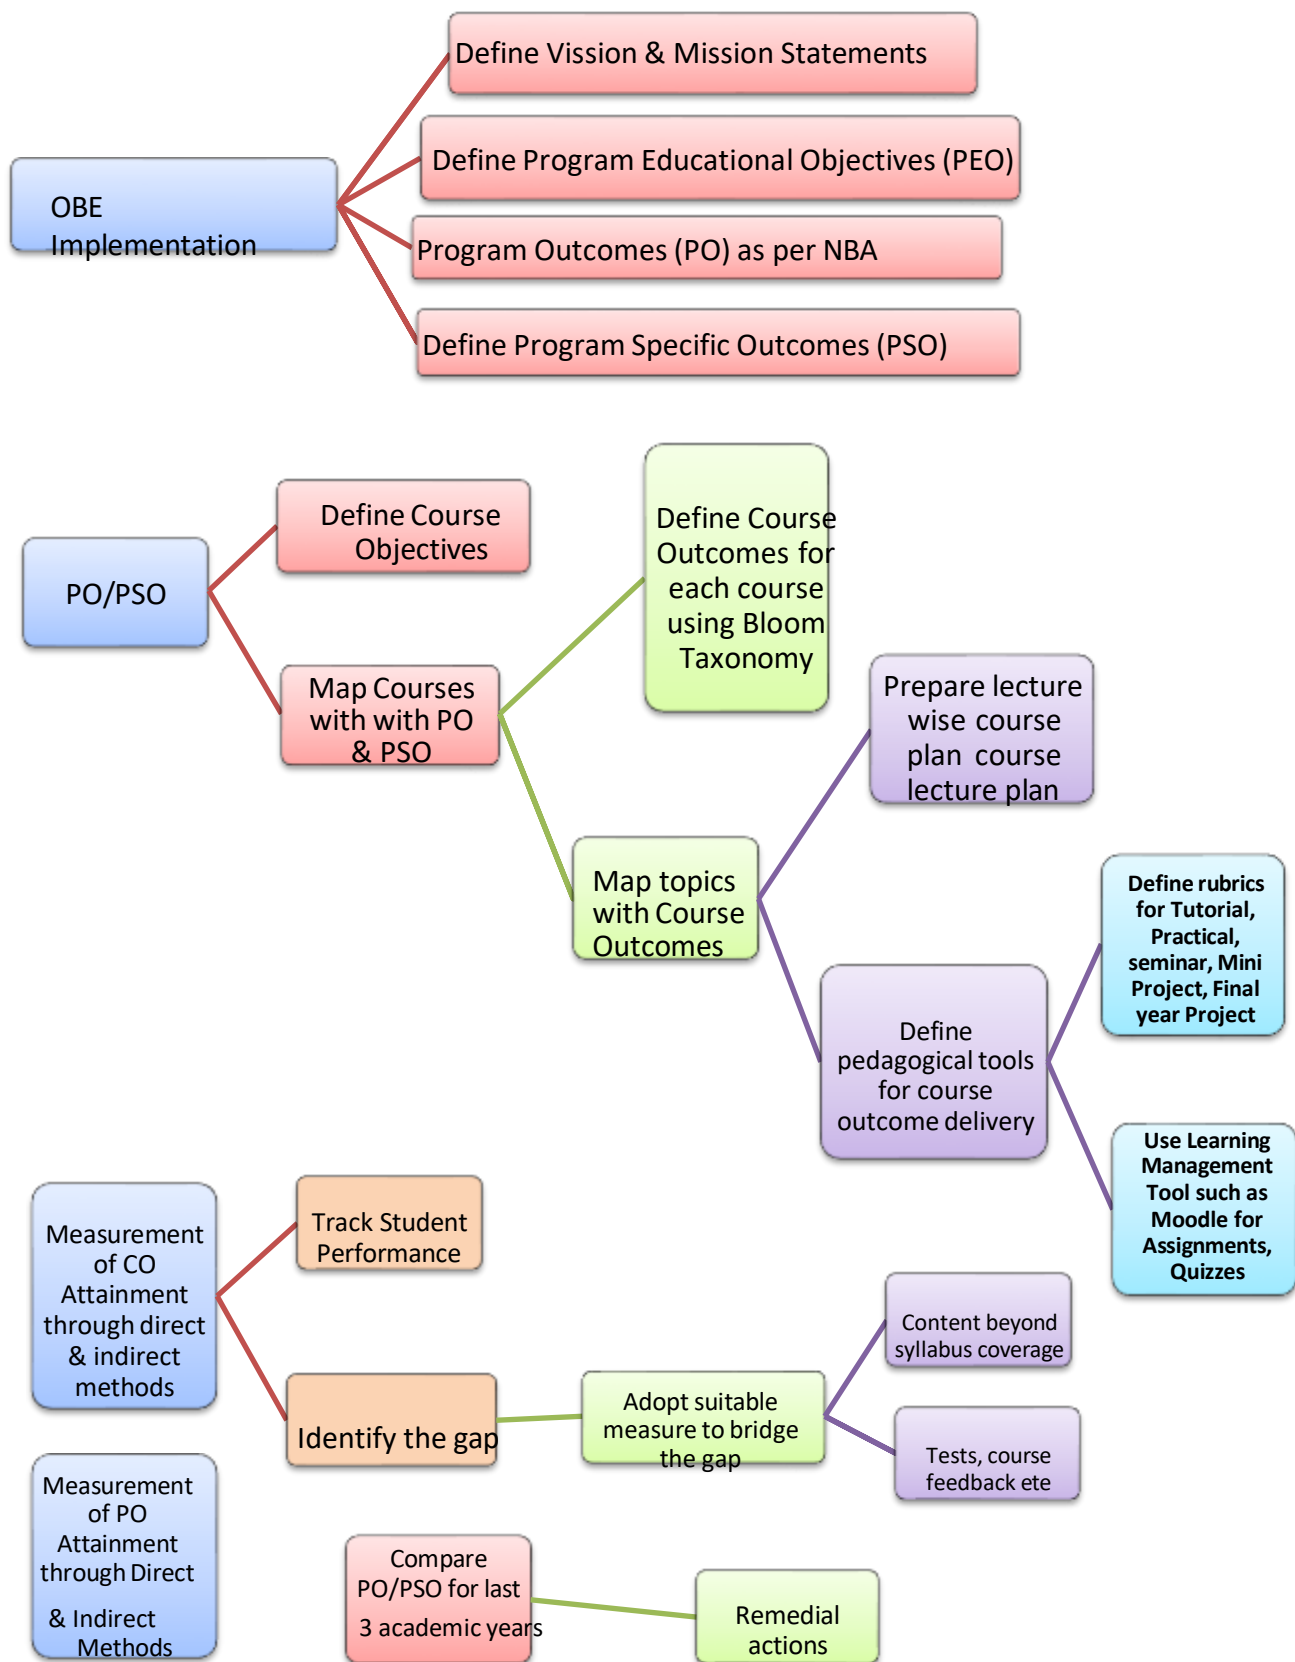 Define Vission & Mission Statements
Define Program Educational Objectives (PEO)
OBE
Implementation
Program Outcomes (PO) as per NBA
Define Program Specific Outcomes (PSO)
PO/PSO
Define Course
Objectives
Map Courses
with with PO
& PSO
Define Course
Outcomes for
each course
using Bloom
Taxonomy
Map topics
with Course
Outcomes
Prepare lecture
wise course
plan course
lecture plan
Define
pedagogical tools
for course
outcome delivery
Define rubrics
for Tutorial,
Practical,
seminar, Mini
Project, Final
year Project
Use Learning
Management
Tool such as
Moodle for
Assignments,
Quizzes
Measurement
of CO
Attainment
through direct
& indirect
methods
Track Student
Performance
Identify the gap
Adopt suitable
measure to bridge
the gap
Content beyond
syllabus coverage
Tests, course
feedback ete
Measurement
of PO
Attainment
through Direct
& Indirect
Methods
Compare
PO/PSO for last
3 academic years
Remedial
actions